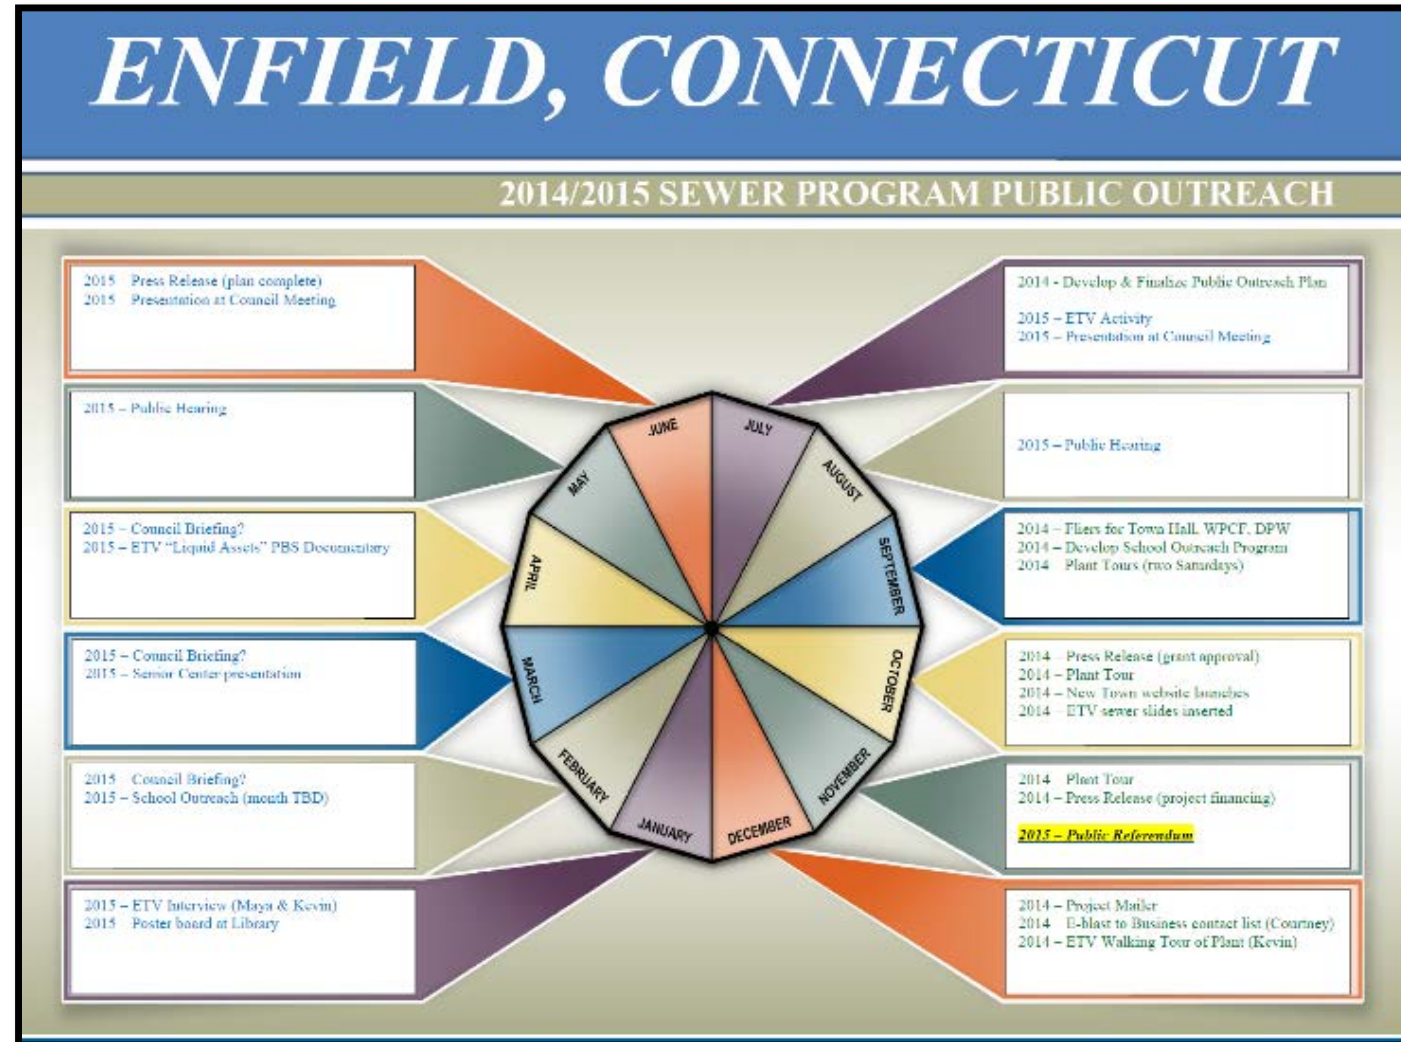 ENFIELD, CONNECTICUT
2014/2015 SEWER PROGRAM PUBLIC OUTREACH
2015 Press Release (plan complete)
2015 Presentation at Council Meeting
2015 – Public Hearing
2015 – Council Briefing?
2015 – ETV “Liquid Assets” PBS Documentary
2015 – Council Briefing?
2015 – Senior Center presentation
2015 Council Briefing?
2015 – School Outreach (month TBD)
2015 – ETV Interview (Maya & Kevin)
2015 Poster board at Library
JUNE
JULY
MAY
AUGUST
APRIL
SEPTEMBER
MARCH
OCTOBER
FEBRUARY
NOVEMBER
JANUARY
DECEMBER
2014 - Develop & Finalize Public Outreach Plan
2015 – ETV Activity
2015 – Presentation at Council Meeting
2015 – Public Hearing
2014 – Fliers for Town Hall, WPCF, DPW
2014 – Develop School Outreach Program
2014 Plant Tours (two Saturdays)
2014 Press Release (grant approval)
2014 – Plant Tour
2014 – New Town website launches
2014 ETV sewer slides inserted
2014 Plant Tour
2014 – Press Release (project financing)
2015 – Public Referendum
2014 – Project Mailer
2014 E-blast to Business contact list (Courtney)
2014 – ETV Walking Tour of Plant (Kevin)